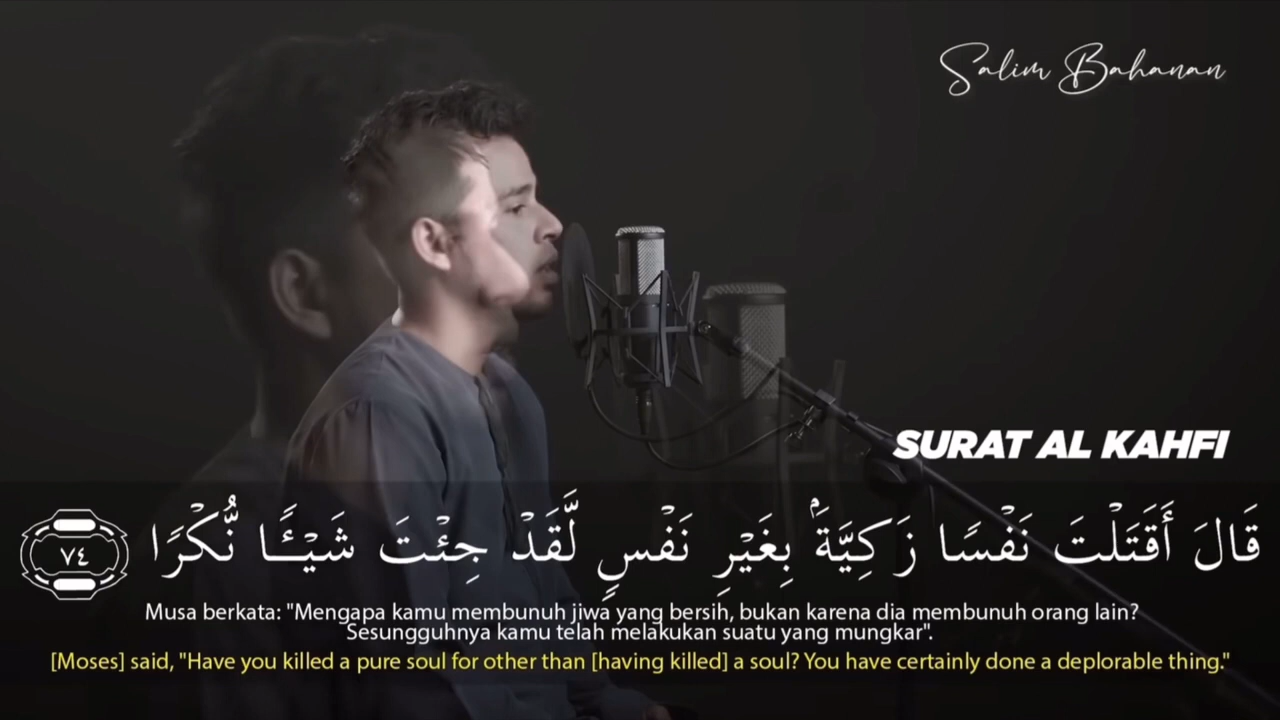 Salim Bahanan
SURAT AL KAHFI
قَالَ أَقَتَلْتَ نَفْسًا زَكِيَّةَۢ بِغَيْرِ نَفْسٍ لَّقَدْ جِئْتَ شَيْـًٔا نُّكْرًا ٧٤
Musa berkata: "Mengapa kamu membunuh jiwa yang bersih, bukan karena dia membunuh orang lain?
Sesungguhnya kamu telah melakukan suatu yang mungkar".
[Moses] said, "Have you killed a pure soul for other than [having killed] a soul? You have certainly done a deplorable thing."